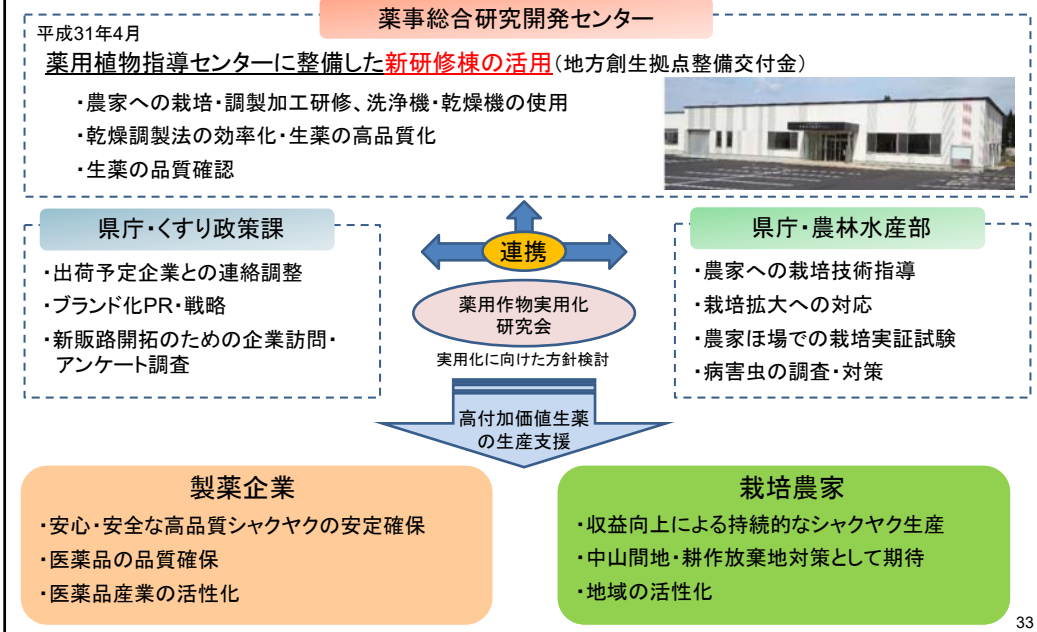 薬事総合研究開発センター
平成31年4月
薬用植物指導センターに整備した新研修棟の活用(地方創生拠点整備交付金)
・農家への栽培・調製加工研修、洗浄機・乾燥機の使用
・乾燥調製法の効率化・生薬の高品質化
・生薬の品質確認
県庁・くすり政策課
・出荷予定企業との連絡調整
・ブランド化PR・戦略
・新販路開拓のための企業訪問・
アンケート調査
連携
薬用作物実用化
研究会
実用化に向けた方針検討
県庁・農林水産部
・農家への栽培技術指導
・栽培拡大への対応
・農家ほ場での栽培実証試験
・病害虫の調査・対策
高付加価値生薬
の生産支援
製薬企業
・安心・安全な高品質シャクヤクの安定確保
・医薬品の品質確保
・医薬品産業の活性化
栽培農家
・収益向上による持続的なシャクヤク生産
・中山間地・耕作放棄地対策として期待
・地域の活性化
33